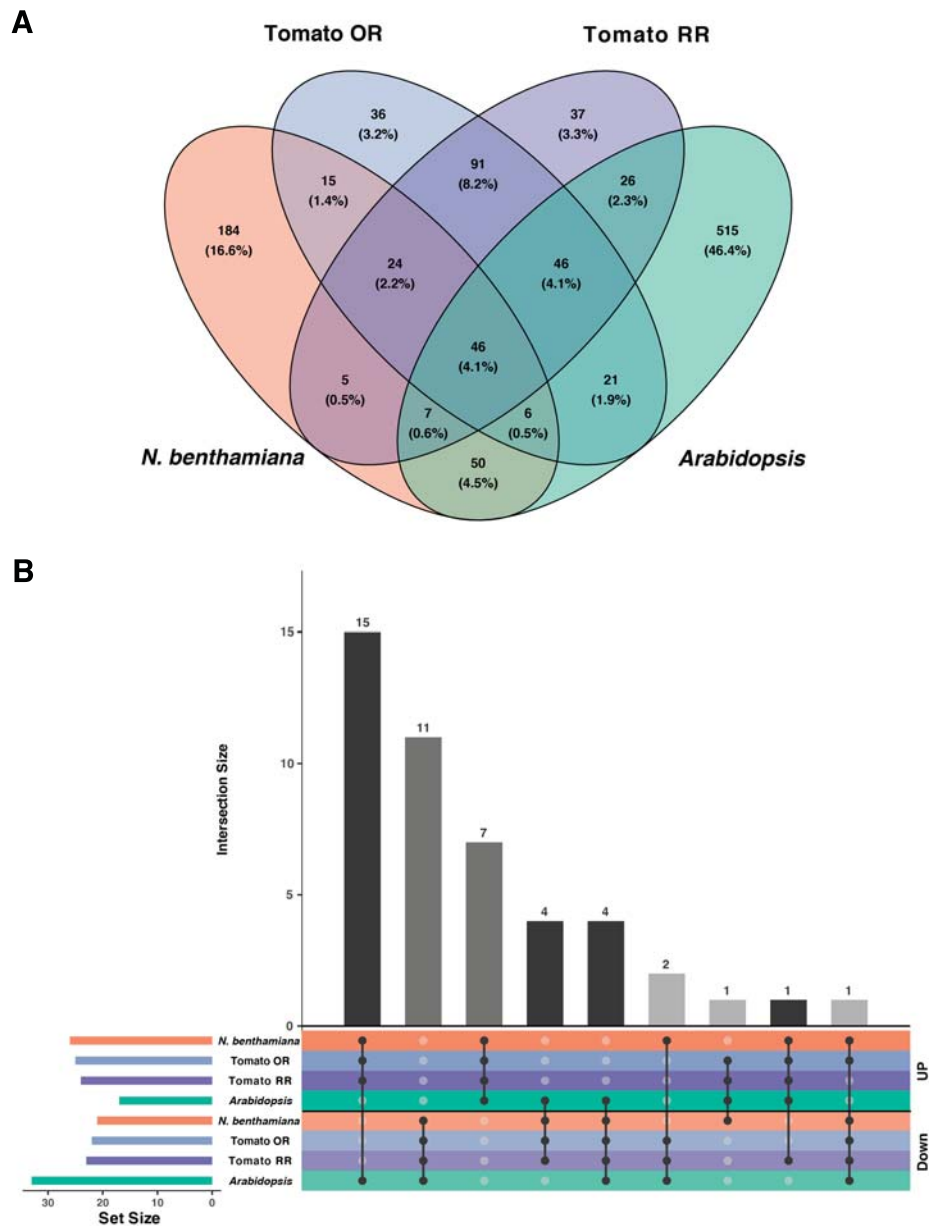 A
Tomato OR
Tomato RR
36
(3.2%)
37
(3.3%)
91
(8.2%)
15
(1.4%)
26
(2.3%)
184
(16.6%)
515
(46.4%)
24
(2.2%)
46
(4.1%)
46
(4.1%)
5
(0.5%)
21
(1.9%)
7
(0.6%)
6
(0.5%)
50
(4.5%)
N. benthamiana
Arabidopsis
B
Intersection Size
15
10
5
0
15
11
7
4
4
2
1
1
1
N. benthamiana
Tomato OR
Tomato RR
Arabidopsis
UP
N. benthamiana
Tomato OR
Tomato RR
Arabidopsis
Down
30 20 10 0
Set Size